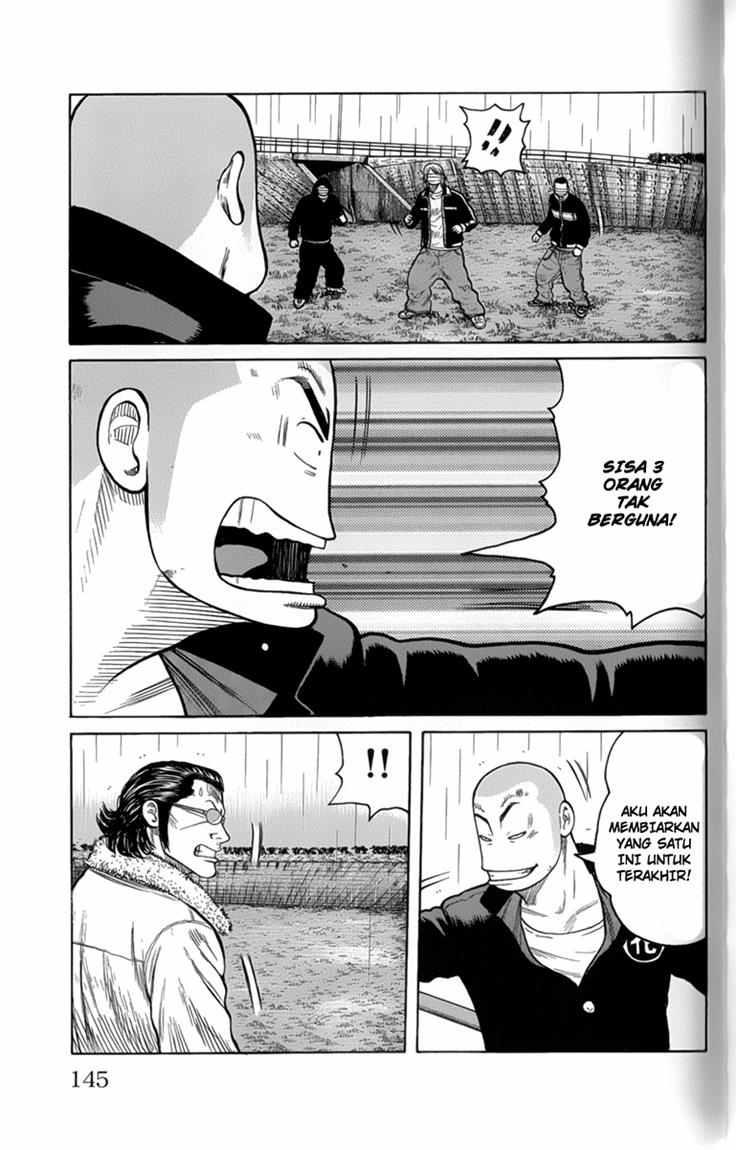 !!
SISA 3
ORANG
TAK
BERGUNA!
AKU AKAN
MEMBIARKAN
YANG SATU
INI UNTUK
TERAKHIR!
!!
145